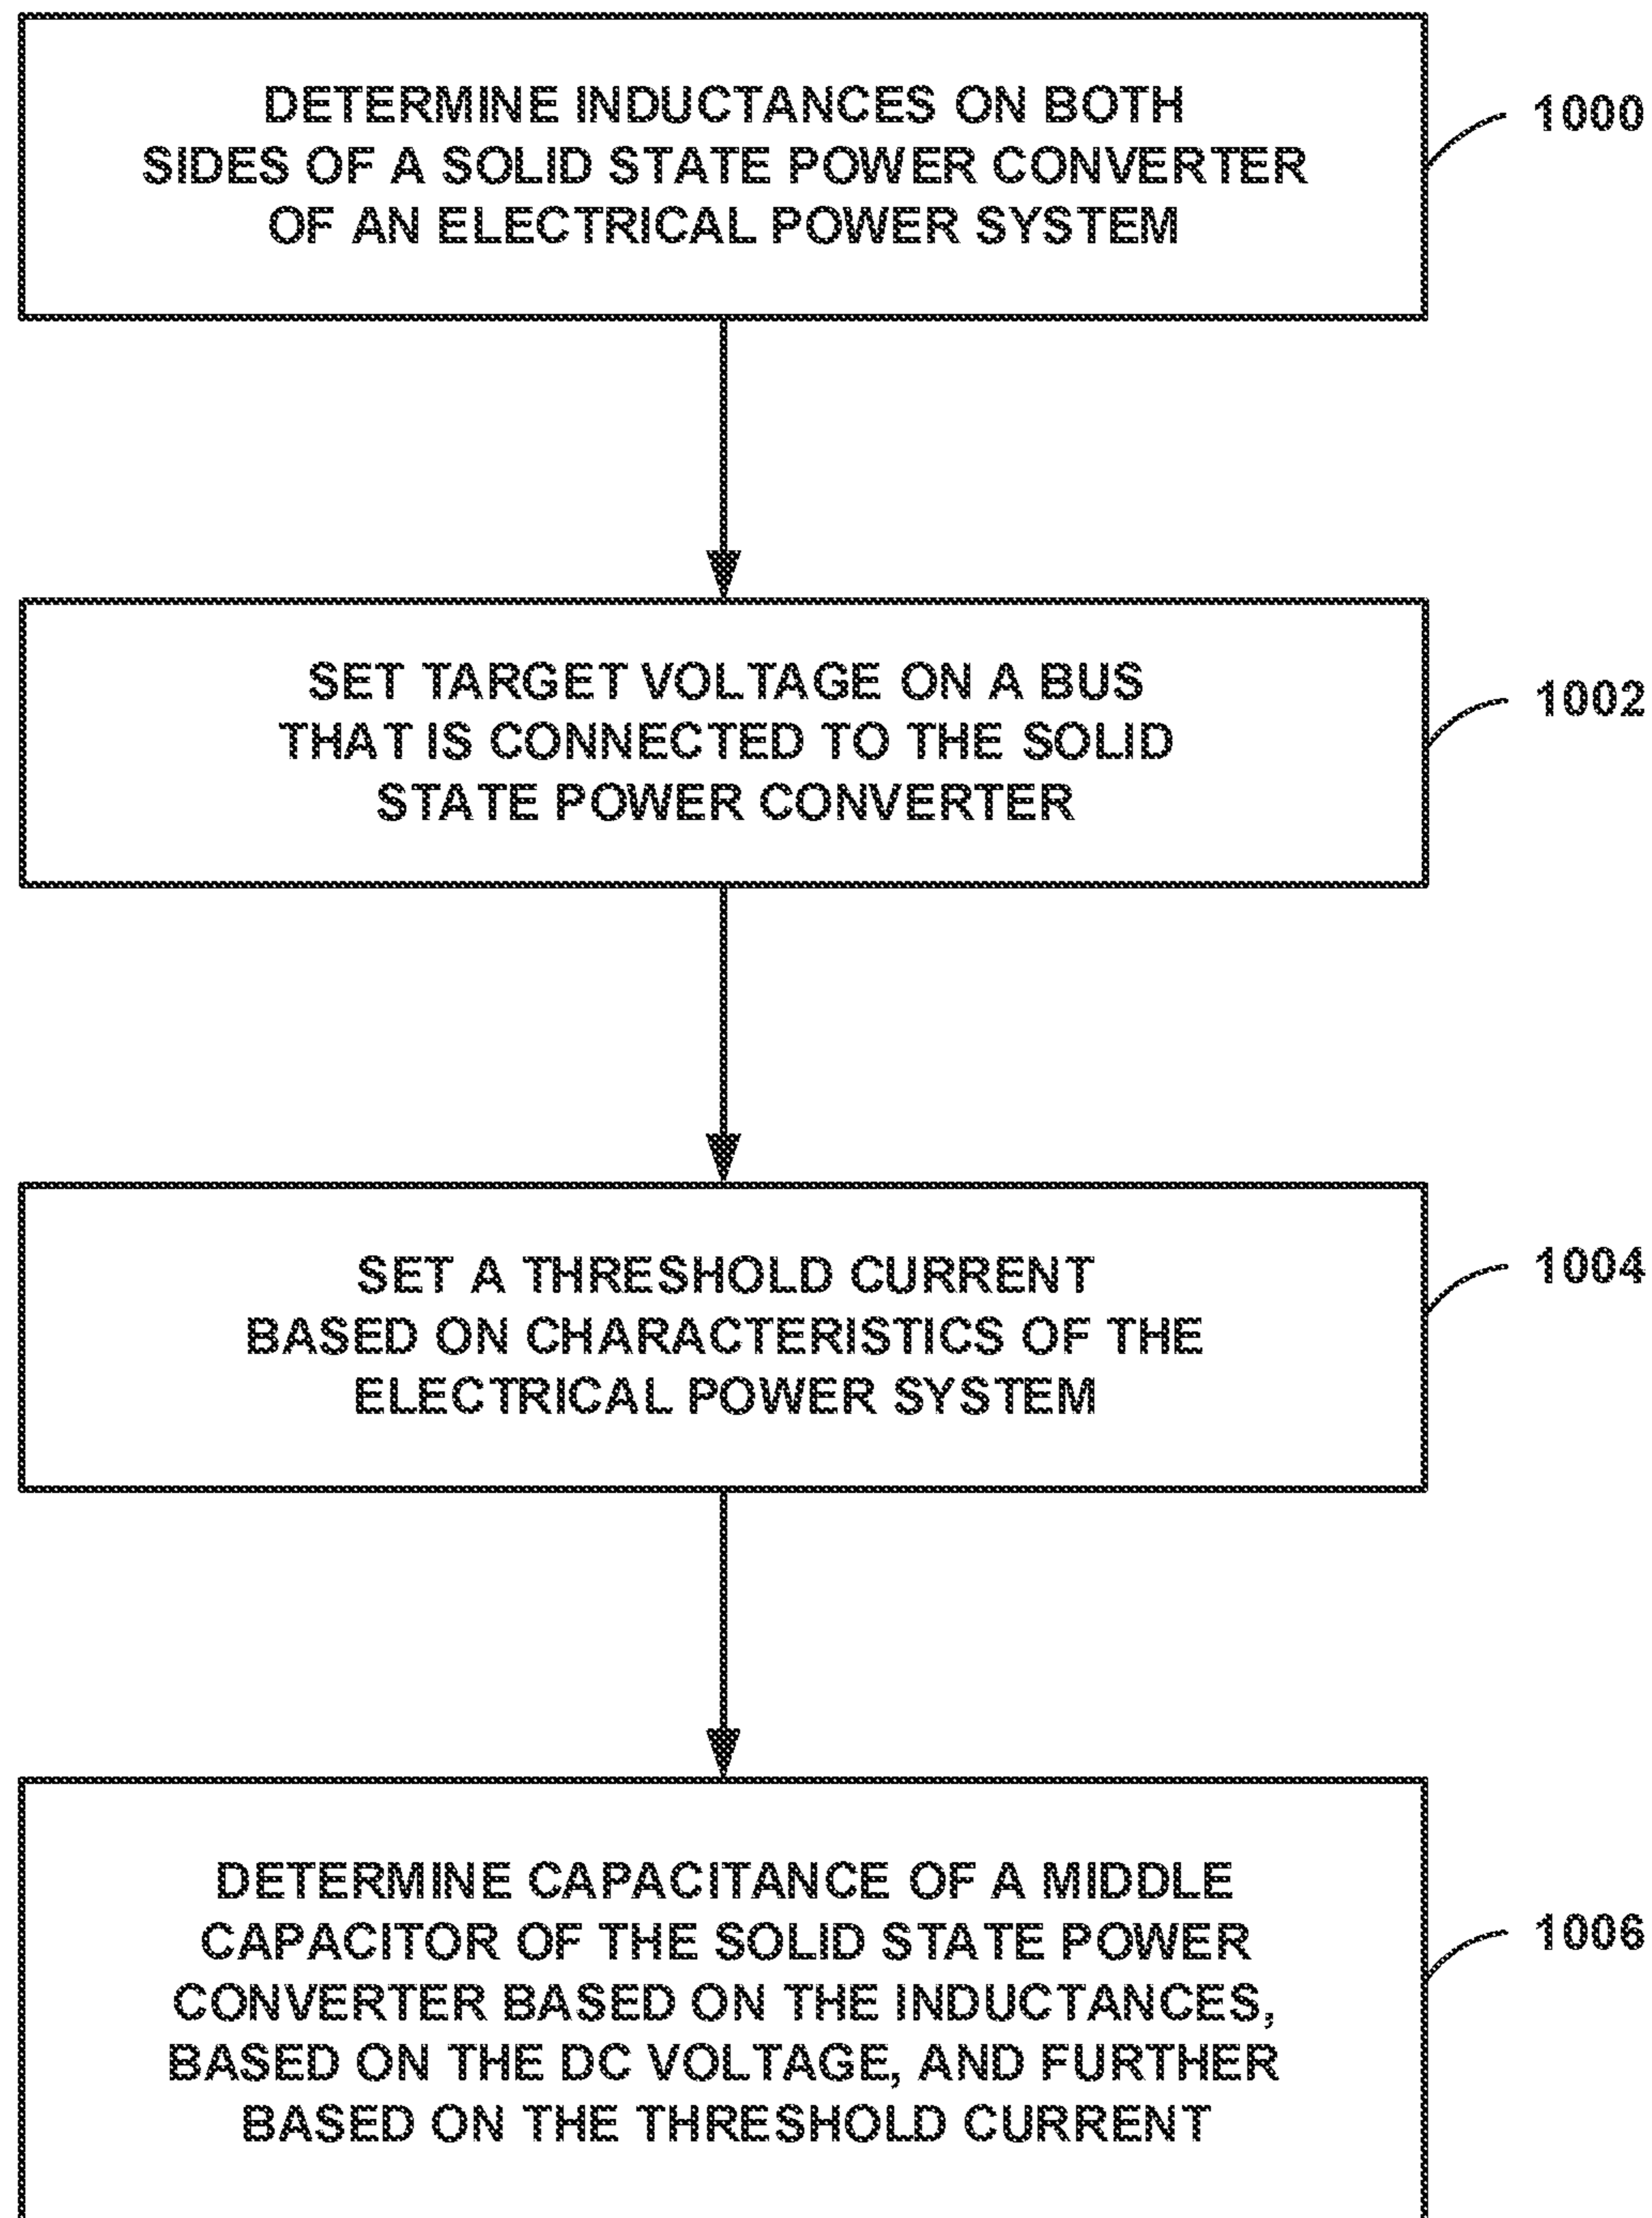 DETERMINE INDUCTANCES ON BOTH
SIDES OF A SOLID STATE POWER CONVERTER
OF AN ELECTRICAL POWER SYSTEM
1000
SET TARGET VOLTAGE ON A BUS
THAT IS CONNECTED TO THE SOLID
STATE POWER CONVERTER
1002
SET A THRESHOLD CURRENT
BASED ON CHARACTERISTICS OF THE
ELECTRICAL POWER SYSTEM
1004
DETERMINE CAPACITANCE OF A MIDDLE
CAPACITOR OF THE SOLID STATE POWER
CONVERTER BASED ON THE INDUCTANCES,
BASED ON THE DC VOLTAGE, AND FURTHER
BASED ON THE THRESHOLD CURRENT
1006